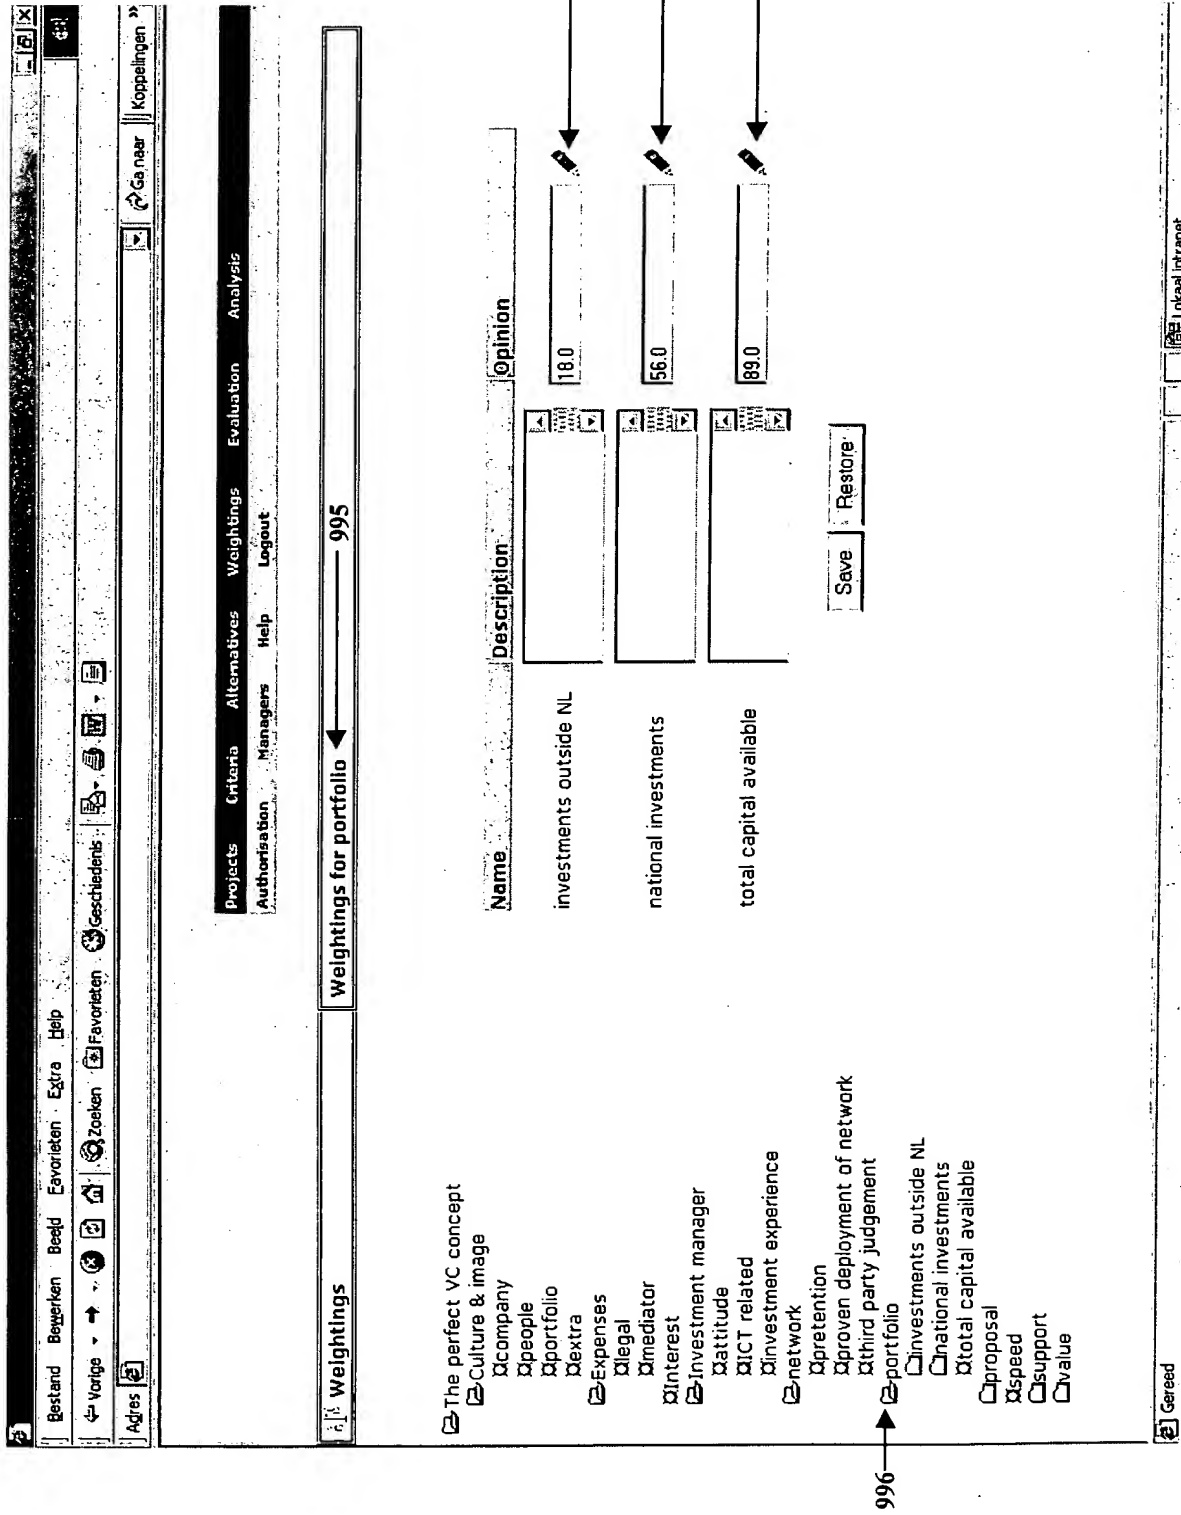 Bestand Bewerken Beeld Favorieten Extra Help
Vorige Zoeken Favorieten Geschiedenis
Adres Ga naar Koppelingen »
Projects Criteria Alternatives Weightings Evaluation Analysis
Authorisation Managers Help Logout
Weightings
Weightings for portfolio
995
The perfect VC concept
Culture & image
company
people
portfolio
extra
Expenses
legal
mediator
Interest
Investment manager
attitude
ICT related
investment experience
network
pretention
proven deployment of network
third party judgement
996
portfolio
investments outside NL
national investments
total capital available
proposal
speed
support
value
Name Description Opinion
investments outside NL 18.0
national investments 56.0
total capital available 89.0
Save Restore
Gereed Lokaal intranet